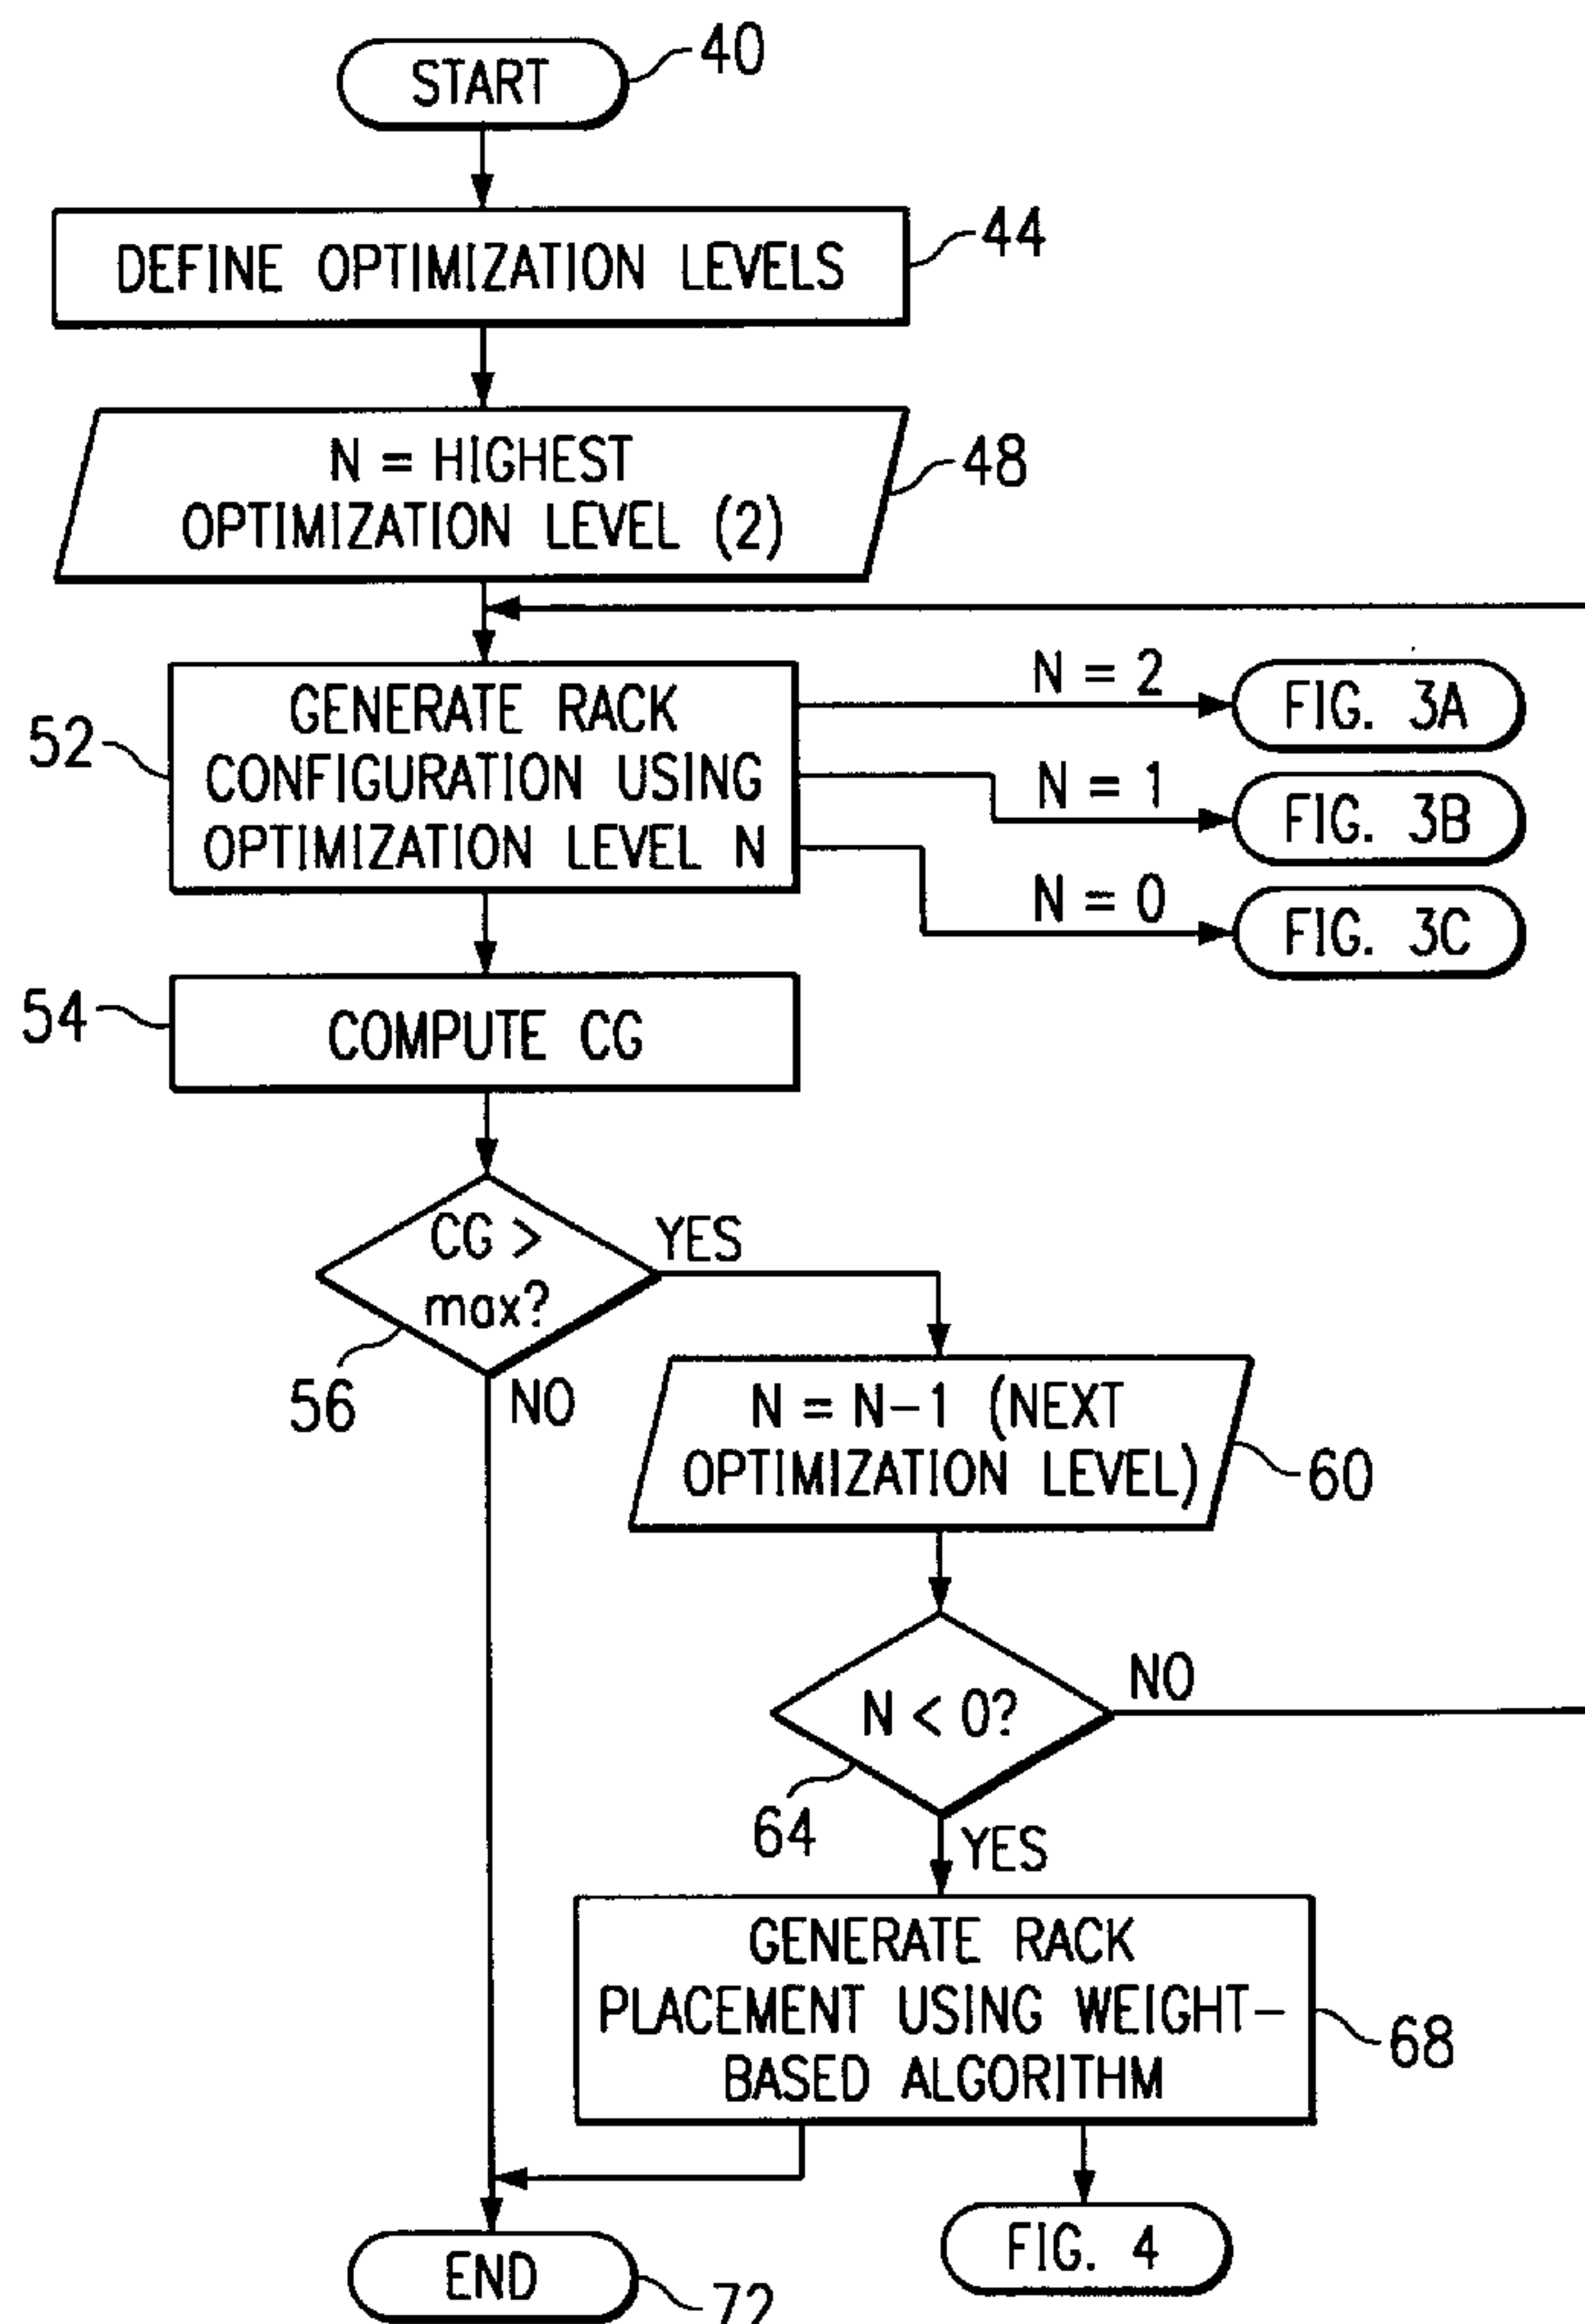 START
40
DEFINE OPTIMIZATION LEVELS
44
N = HIGHEST
OPTIMIZATION LEVEL (2)
48
GENERATE RACK
CONFIGURATION USING
OPTIMIZATION LEVEL N
52
N = 2
FIG. 3A
N = 1
FIG. 3B
N = 0
FIG. 3C
54
COMPUTE CG
CG >
max?
YES
56
NO
N = N-1 (NEXT
OPTIMIZATION LEVEL)
60
N < 0?
NO
64
YES
GENERATE RACK
PLACEMENT USING WEIGHT-
BASED ALGORITHM
68
END
72
FIG. 4